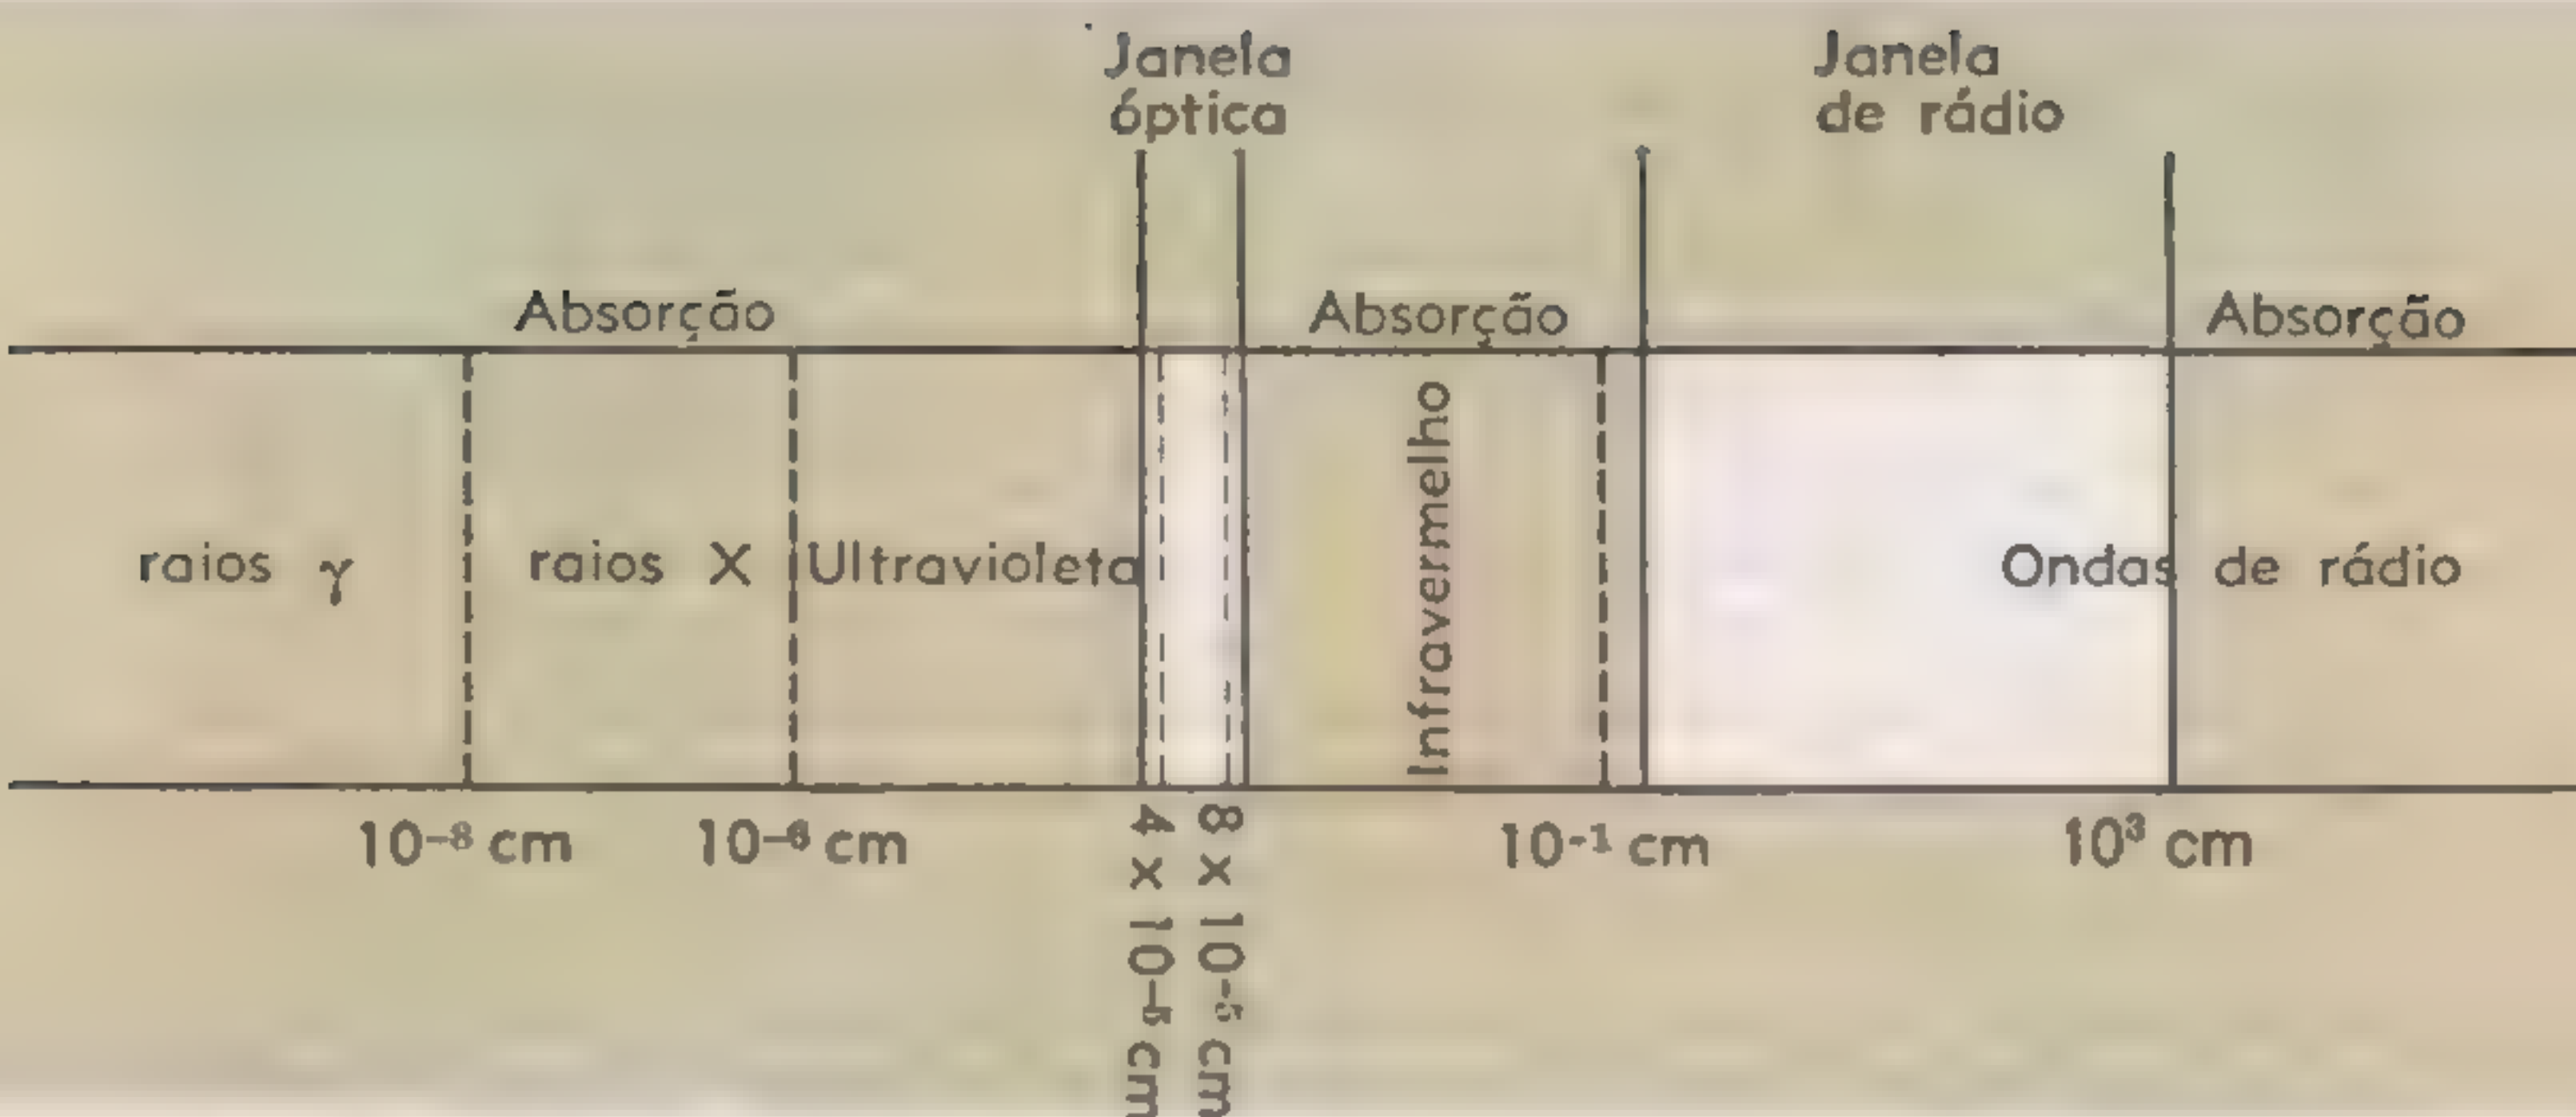 Janela
óptica
Janela
de rádio
Absorção
Absorção
Absorção
raios γ
raios X
Ultravioleta
Infravermelho
Ondas de rádio
10⁻⁸ cm
10⁻⁶ cm
4 x 10⁻⁵ cm
8 x 10⁻⁵ cm
10⁻¹ cm
10³ cm